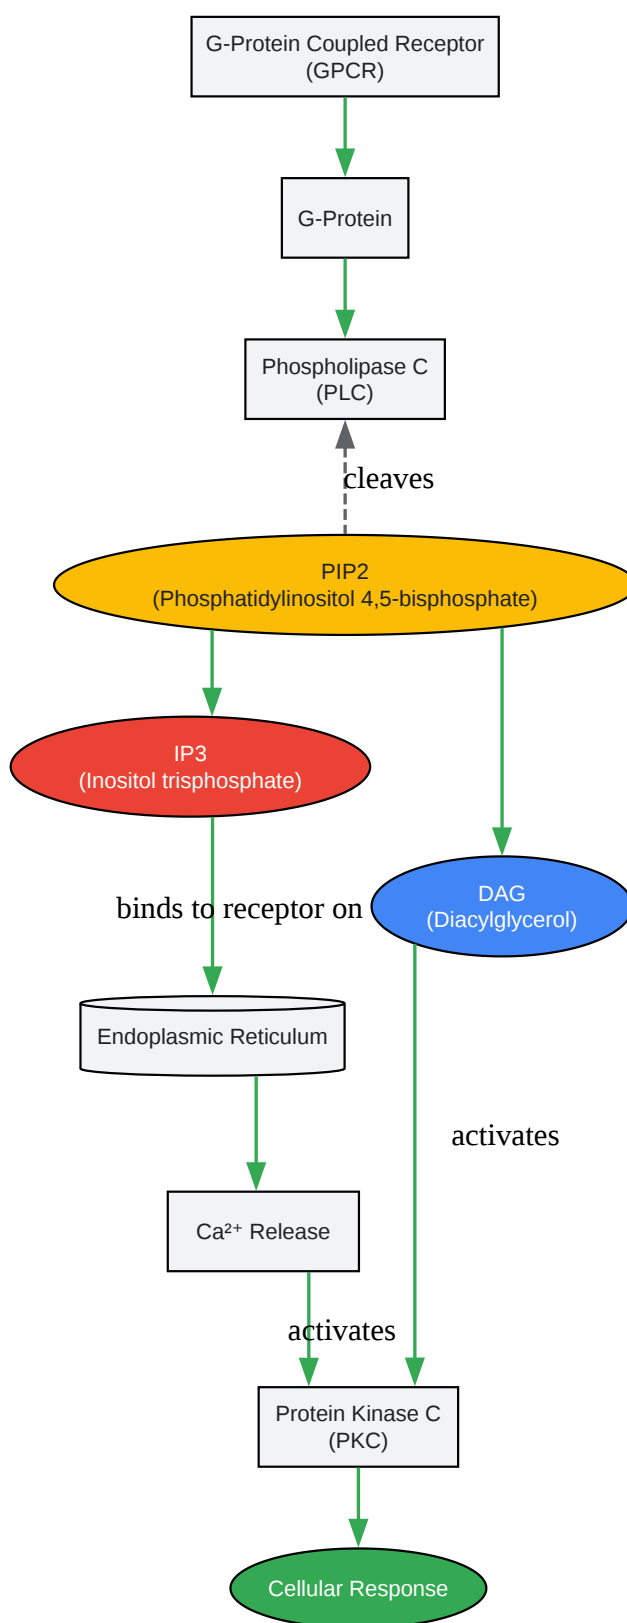 G-Protein Coupled Receptor
(GPCR)
G-Protein
Phospholipase C
(PLC)
cleaves
PIP2
(Phosphatidylinositol 4,5-bisphosphate)
IP3
(Inositol trisphosphate)
DAG
(Diacylglycerol)
binds to receptor on
Endoplasmic Reticulum
activates
Ca²⁺ Release
activates
Protein Kinase C
(PKC)
Cellular Response